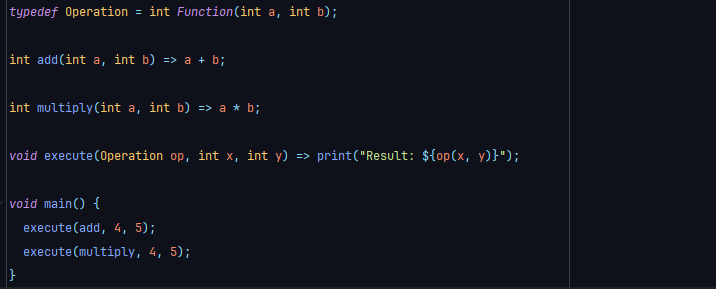 typedef Operation = int Function(int a, int b);
int add(int a, int b) => a + b;
int multiply(int a, int b) => a * b;
void execute(Operation op, int x, int y) => print("Result: ${op(x, y)}");
void main() {
  execute(add, 4, 5);
  execute(multiply, 4, 5);
}